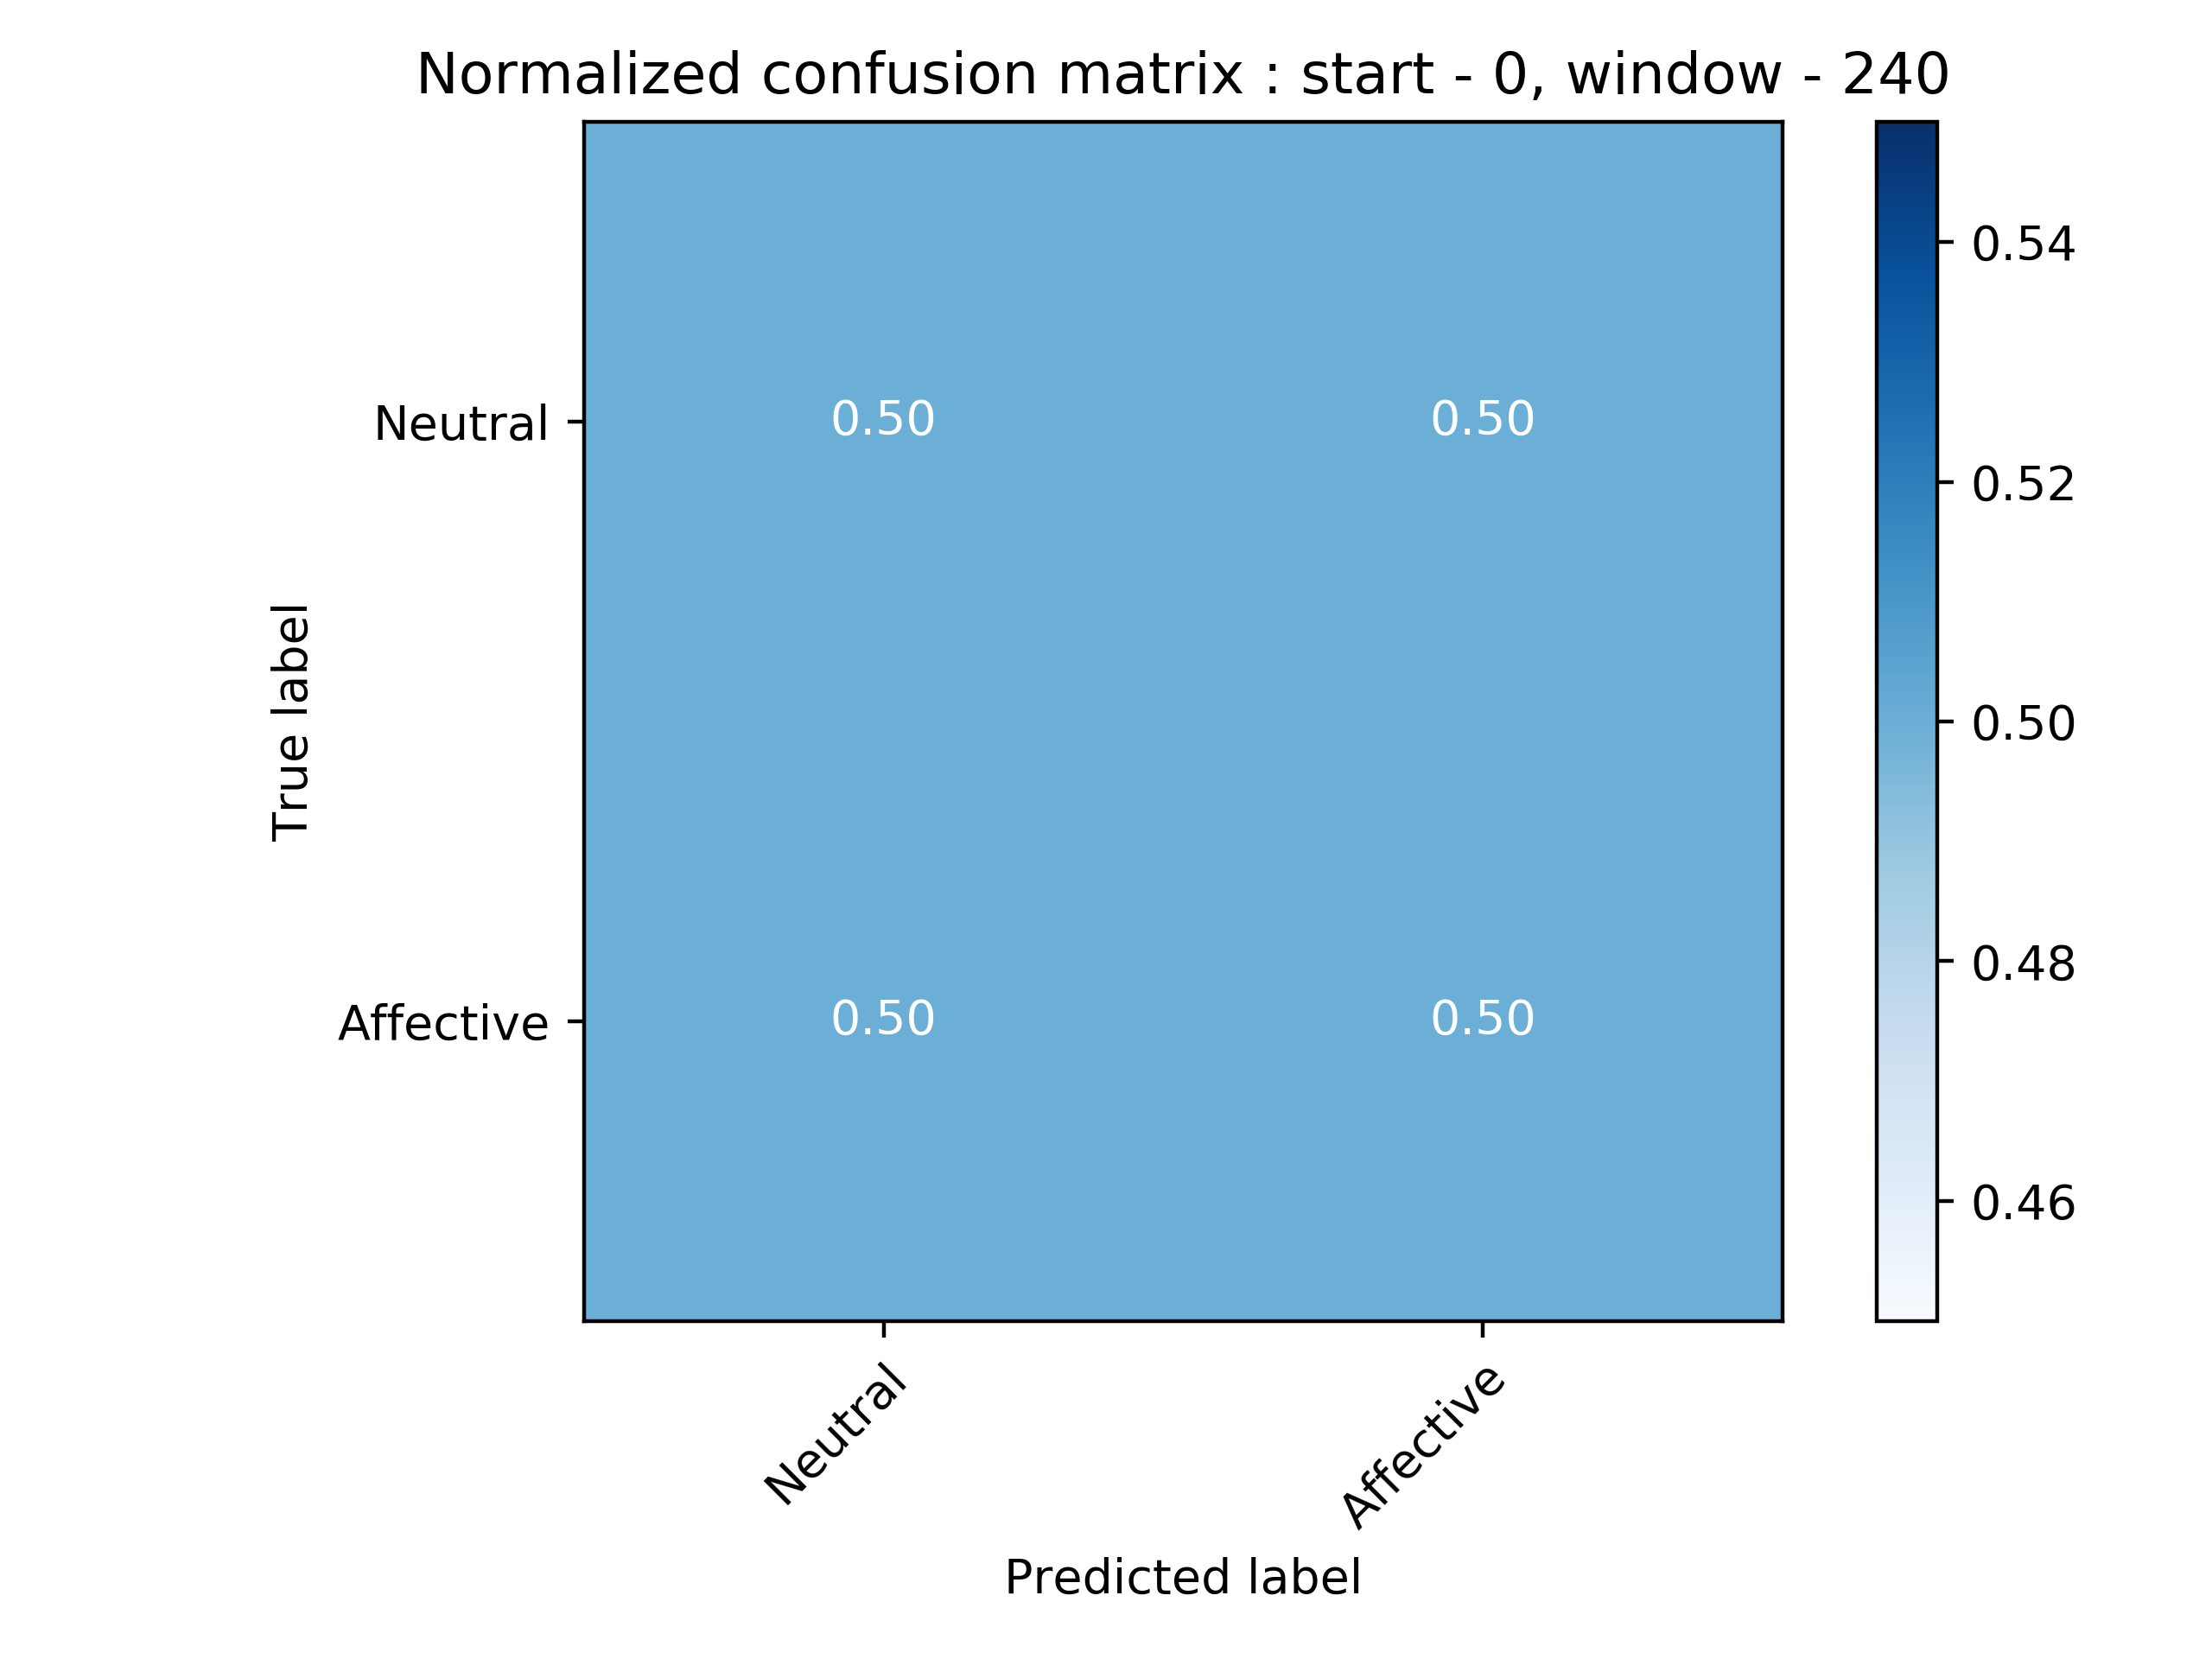 Normalized confusion matrix : start - 0, window - 240
True label
Neutral
0.50 0.50
Affective
0.50 0.50
Neutral Affective
Predicted label
0.54
0.52
0.50
0.48
0.46